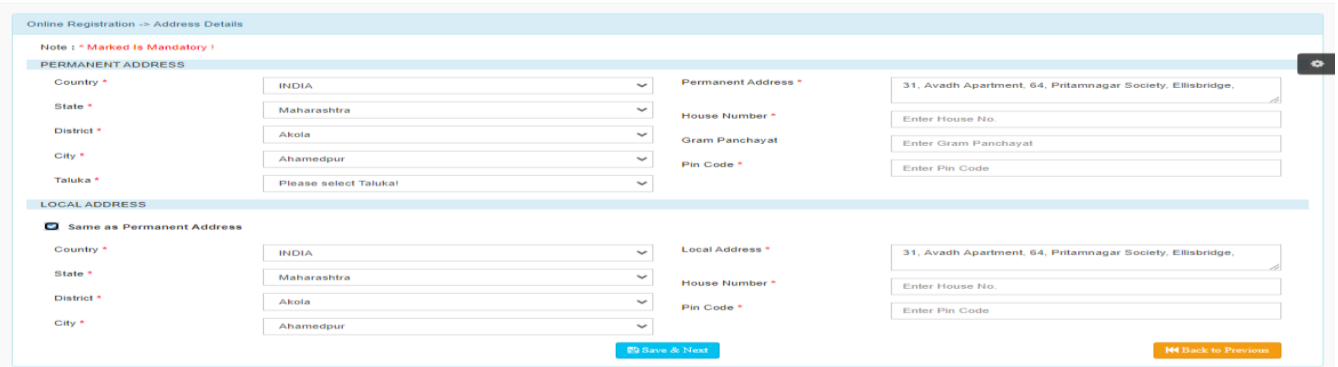 Online Registration -> Address Details
Note : * Marked Is Mandatory !
PERMANENT ADDRESS
Country * INDIA
Permanent Address * 31, Avadh Apartment, 64, Pritamnagar Society, Ellisbridge,
State * Maharashtra
House Number * Enter House No.
District * Akola
Gram Panchayat Enter Gram Panchayat
City * Ahamedpur
Pin Code * Enter Pin Code
Taluka * Please select Taluka!
LOCAL ADDRESS
Same as Permanent Address
Country * INDIA
Local Address * 31, Avadh Apartment, 64, Pritamnagar Society, Ellisbridge,
State * Maharashtra
House Number * Enter House No.
District * Akola
Pin Code * Enter Pin Code
City * Ahamedpur
Save & Next
Back to Previous